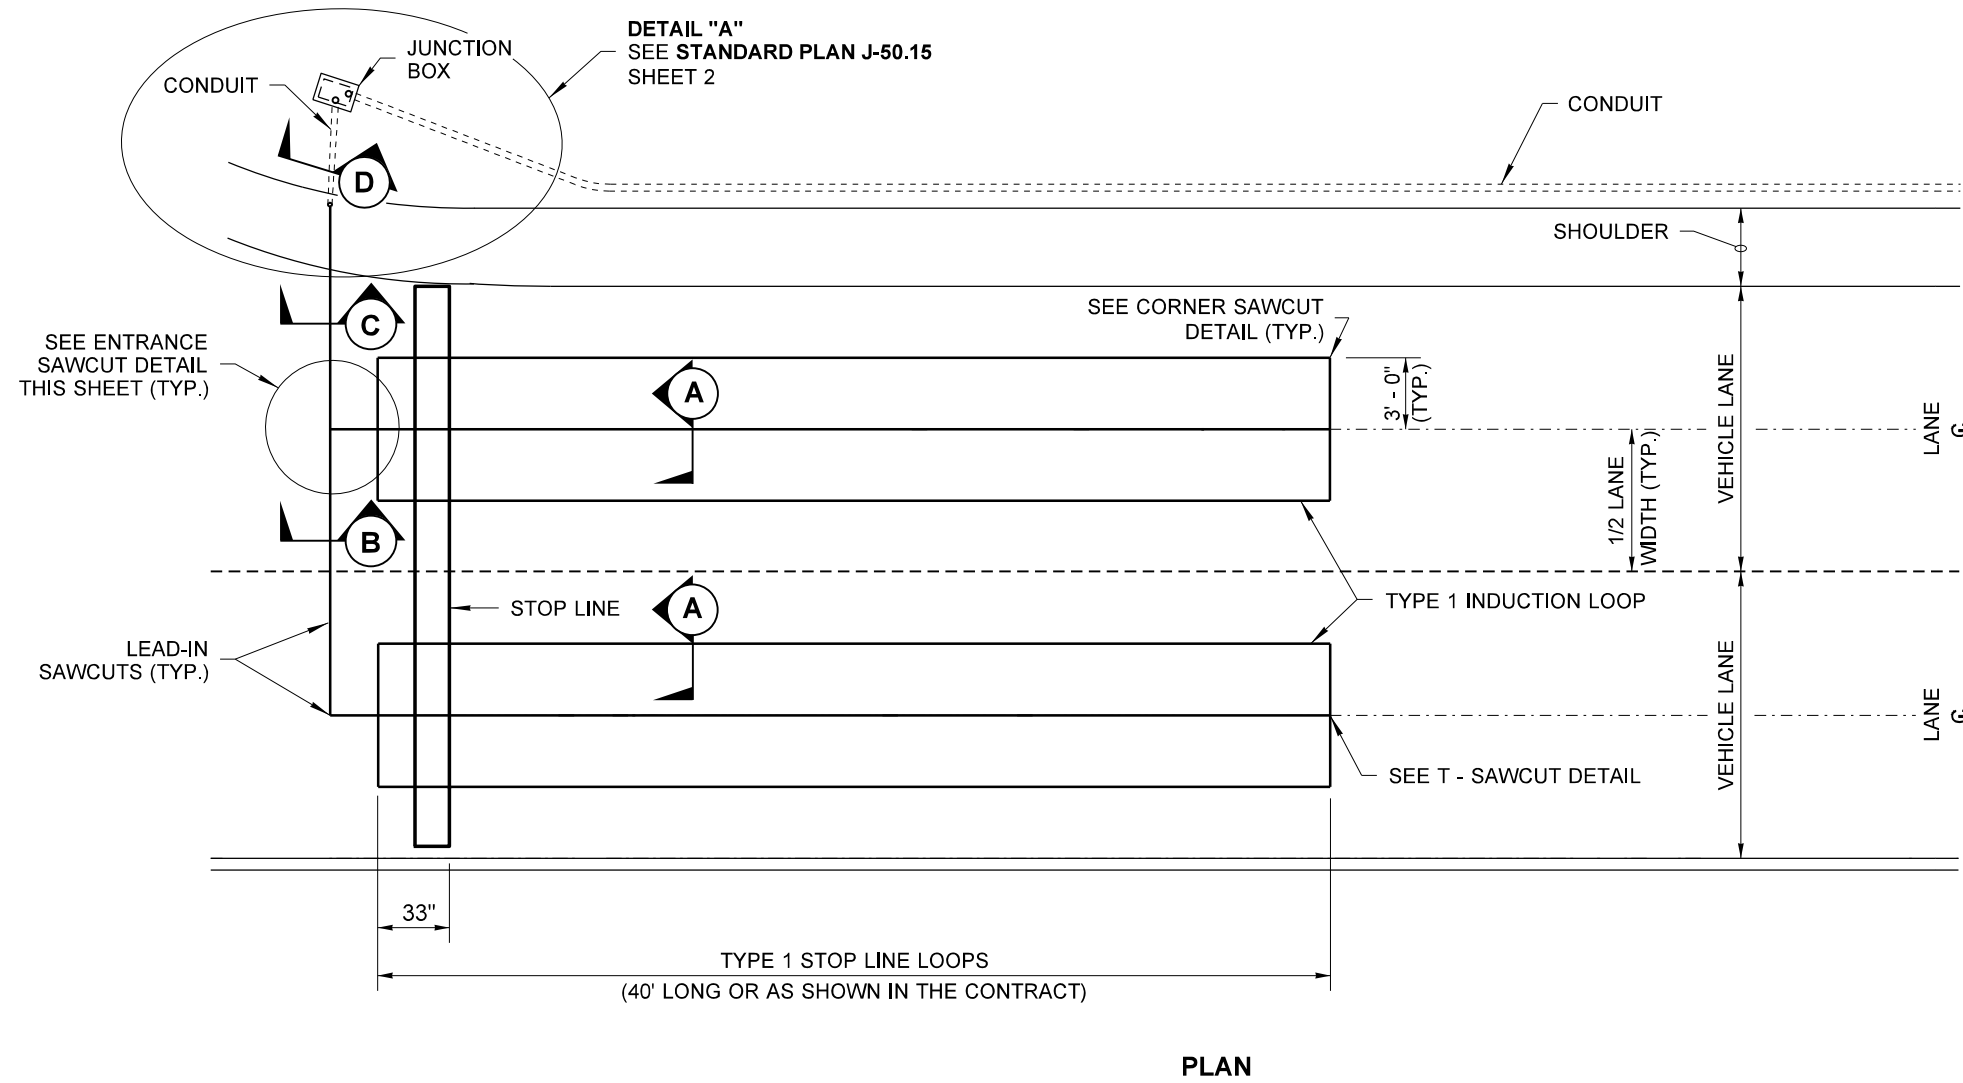 DETAIL "A"
SEE STANDARD PLAN J-50.15
SHEET 2
JUNCTION
BOX
CONDUIT
CONDUIT
D
SHOULDER
SEE CORNER SAWCUT
DETAIL (TYP.)
C
SEE ENTRANCE
SAWCUT DETAIL
THIS SHEET (TYP.)
A
3' - 0"
(TYP.)
VEHICLE LANE
LANE
1/2 LANE
WIDTH (TYP.)
B
STOP LINE
A
TYPE 1 INDUCTION LOOP
LEAD-IN
SAWCUTS (TYP.)
VEHICLE LANE
LANE
SEE T - SAWCUT DETAIL
33"
TYPE 1 STOP LINE LOOPS
(40' LONG OR AS SHOWN IN THE CONTRACT)
PLAN